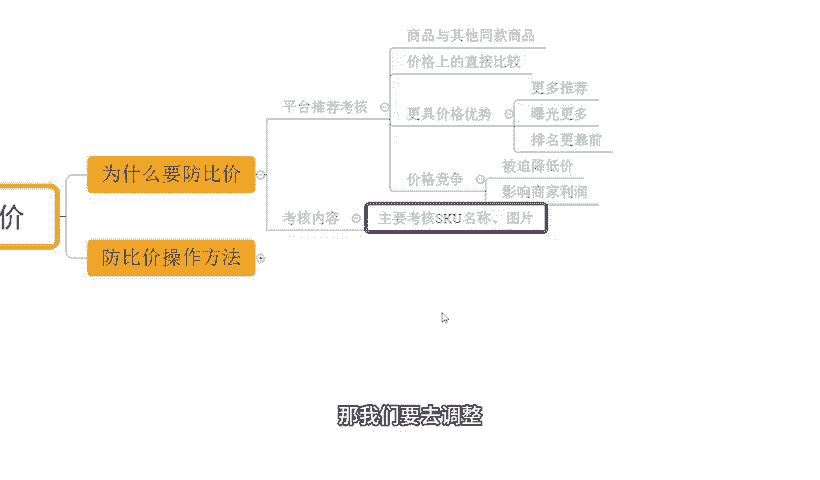 价
为什么要防比价
平台推荐考核
商品与其他同款商品
价格上的直接比较
更具价格优势
更多推荐
曝光更多
排名更靠前
价格竞争
被迫降低价
影响商家利润
考核内容
主要考核SKU名称、图片
防比价操作方法
那我们要去调整